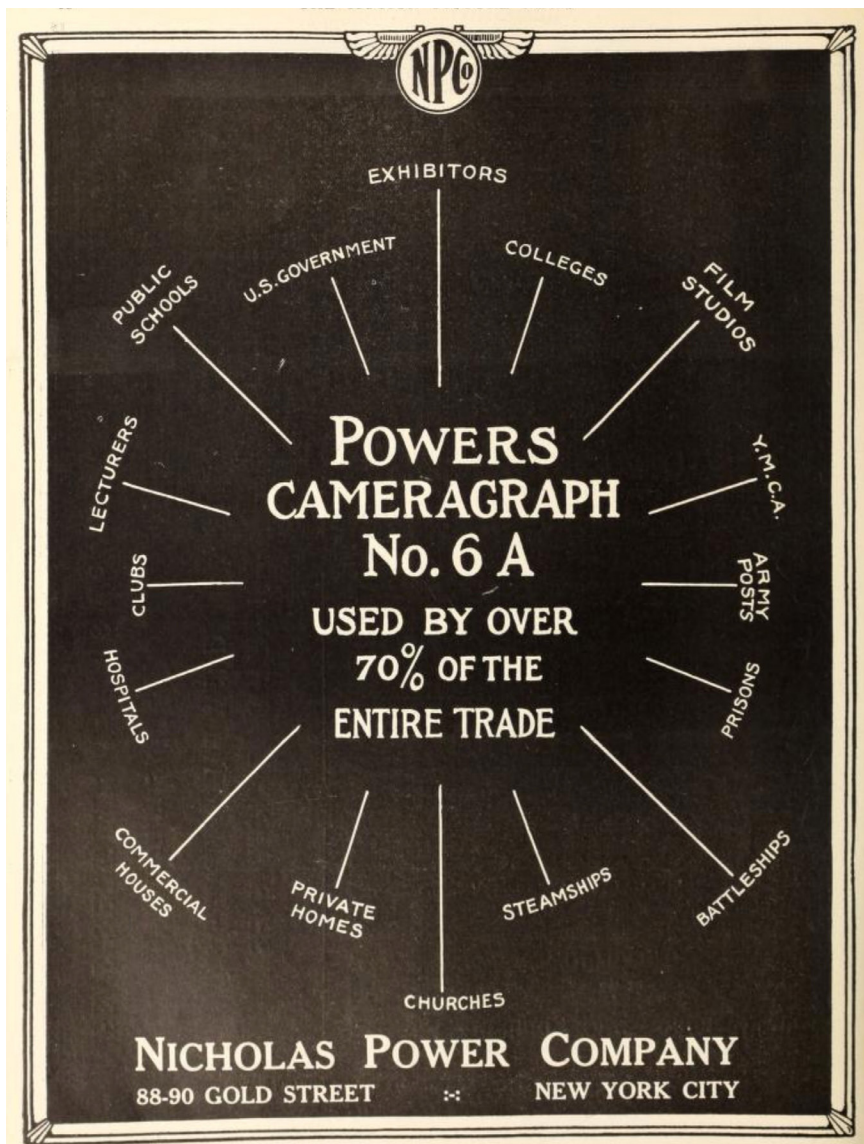 NPCo
EXHIBITORS
U.S. GOVERNMENT
COLLEGES
PUBLIC
SCHOOLS
FILM
STUDIOS
LECTURERS
Y.M.C.A.
CLUBS
ARMY
POSTS
HOSPITALS
PRISONS
POWERS
CAMERAGRAPH
No. 6 A
USED BY OVER
70% OF THE
ENTIRE TRADE
COMMERCIAL
HOUSES
PRIVATE
HOMES
STEAMSHIPS
BATTLESHIPS
CHURCHES
NICHOLAS POWER COMPANY
88-90 GOLD STREET :-: NEW YORK CITY